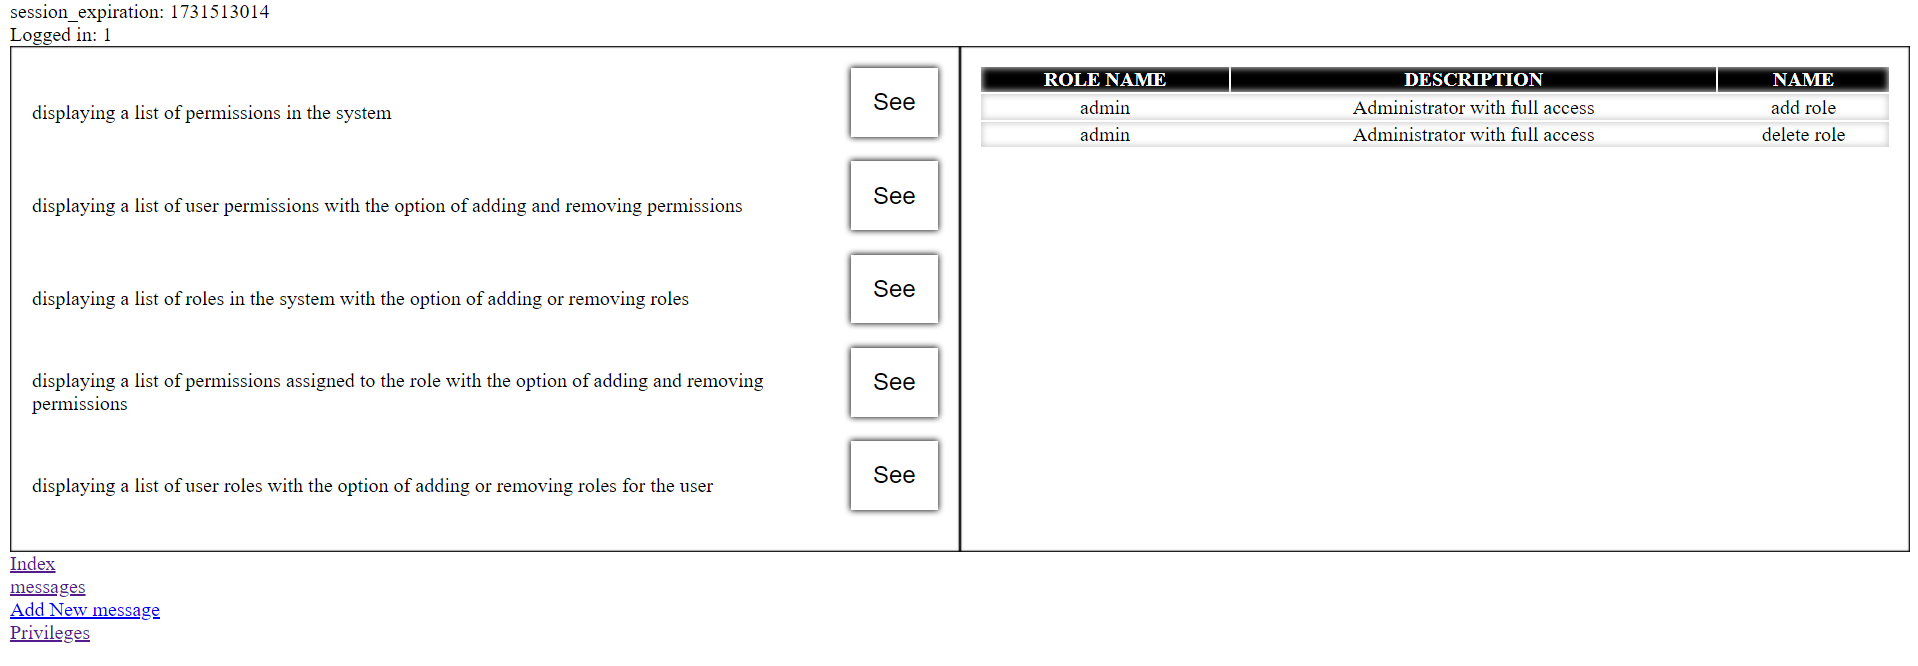 session_expiration: 1731513014
Logged in: 1
displaying a list of permissions in the system
See
displaying a list of user permissions with the option of adding and removing permissions
See
displaying a list of roles in the system with the option of adding or removing roles
See
displaying a list of permissions assigned to the role with the option of adding and removing
permissions
See
displaying a list of user roles with the option of adding or removing roles for the user
See
ROLE NAME DESCRIPTION NAME
admin Administrator with full access add role
admin Administrator with full access delete role
Index
messages
Add New message
Privileges